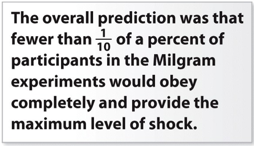 The overall prediction was that
fewer than 1/10 of a percent of
participants in the Milgram
experiments would obey
completely and provide the
maximum level of shock.